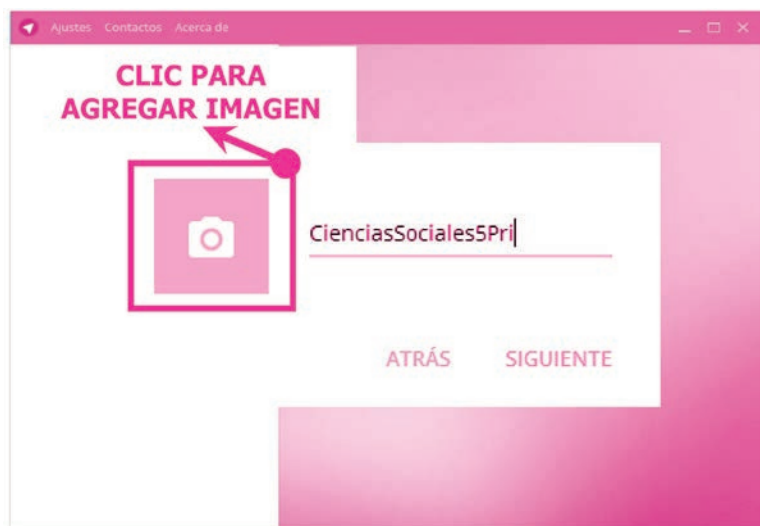 Ajustes Contactos Acerca de
CLIC PARA
AGREGAR IMAGEN
CienciasSociales5Pri
ATRÁS SIGUIENTE